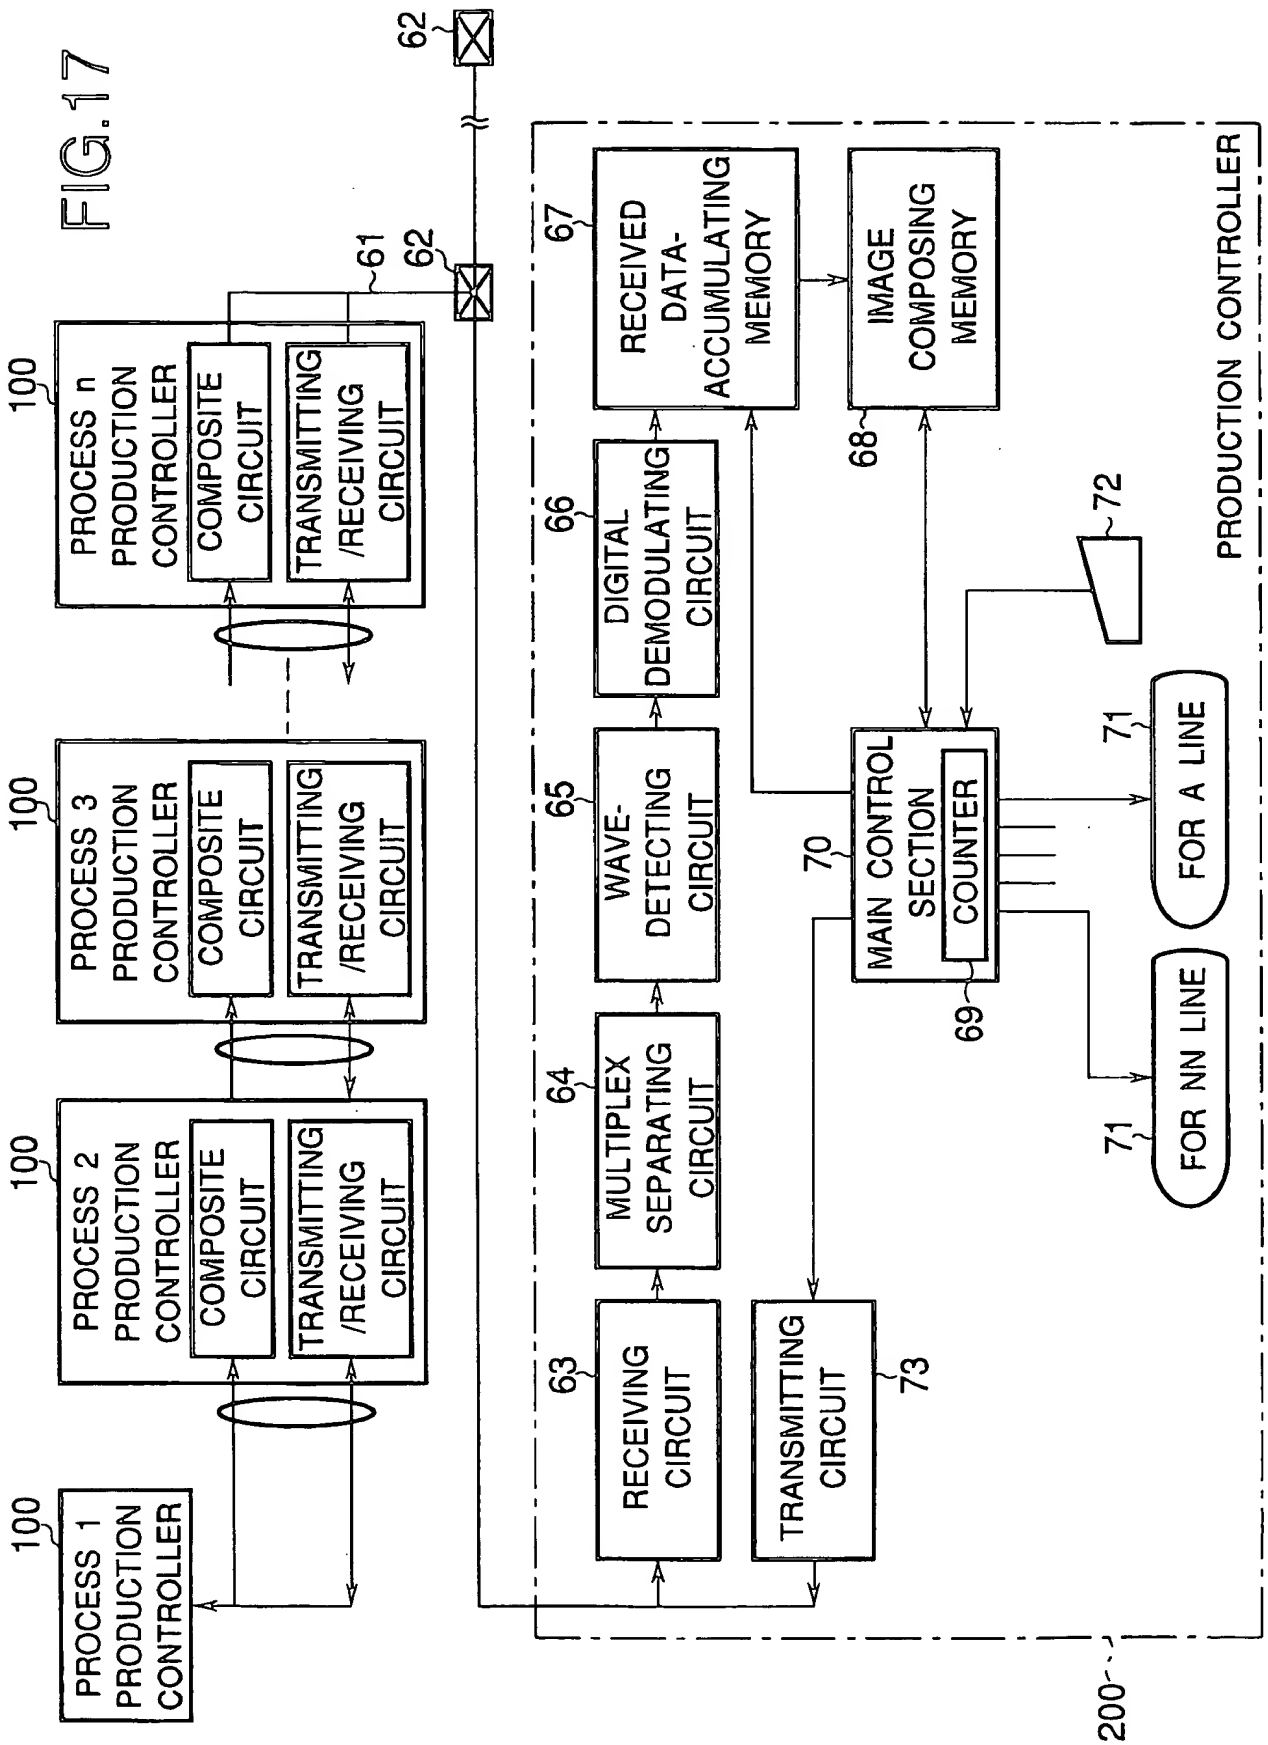 FIG.17
100
PROCESS 1
PRODUCTION
CONTROLLER
100
PROCESS 2
PRODUCTION
CONTROLLER
COMPOSITE
CIRCUIT
TRANSMITTING
/RECEIVING
CIRCUIT
100
PROCESS 3
PRODUCTION
CONTROLLER
COMPOSITE
CIRCUIT
TRANSMITTING
/RECEIVING
CIRCUIT
100
PROCESS n
PRODUCTION
CONTROLLER
COMPOSITE
CIRCUIT
TRANSMITTING
/RECEIVING
CIRCUIT
61
62
62
63
RECEIVING
CIRCUIT
64
MULTIPLEX
SEPARATING
CIRCUIT
65
WAVE-
DETECTING
CIRCUIT
66
DIGITAL
DEMODULATING
CIRCUIT
67
RECEIVED
DATA-
ACCUMULATING
MEMORY
TRANSMITTING
CIRCUIT
73
70
MAIN CONTROL
SECTION
COUNTER
69
68
IMAGE
COMPOSING
MEMORY
72
71
FOR NN LINE
71
FOR A LINE
PRODUCTION CONTROLLER
200